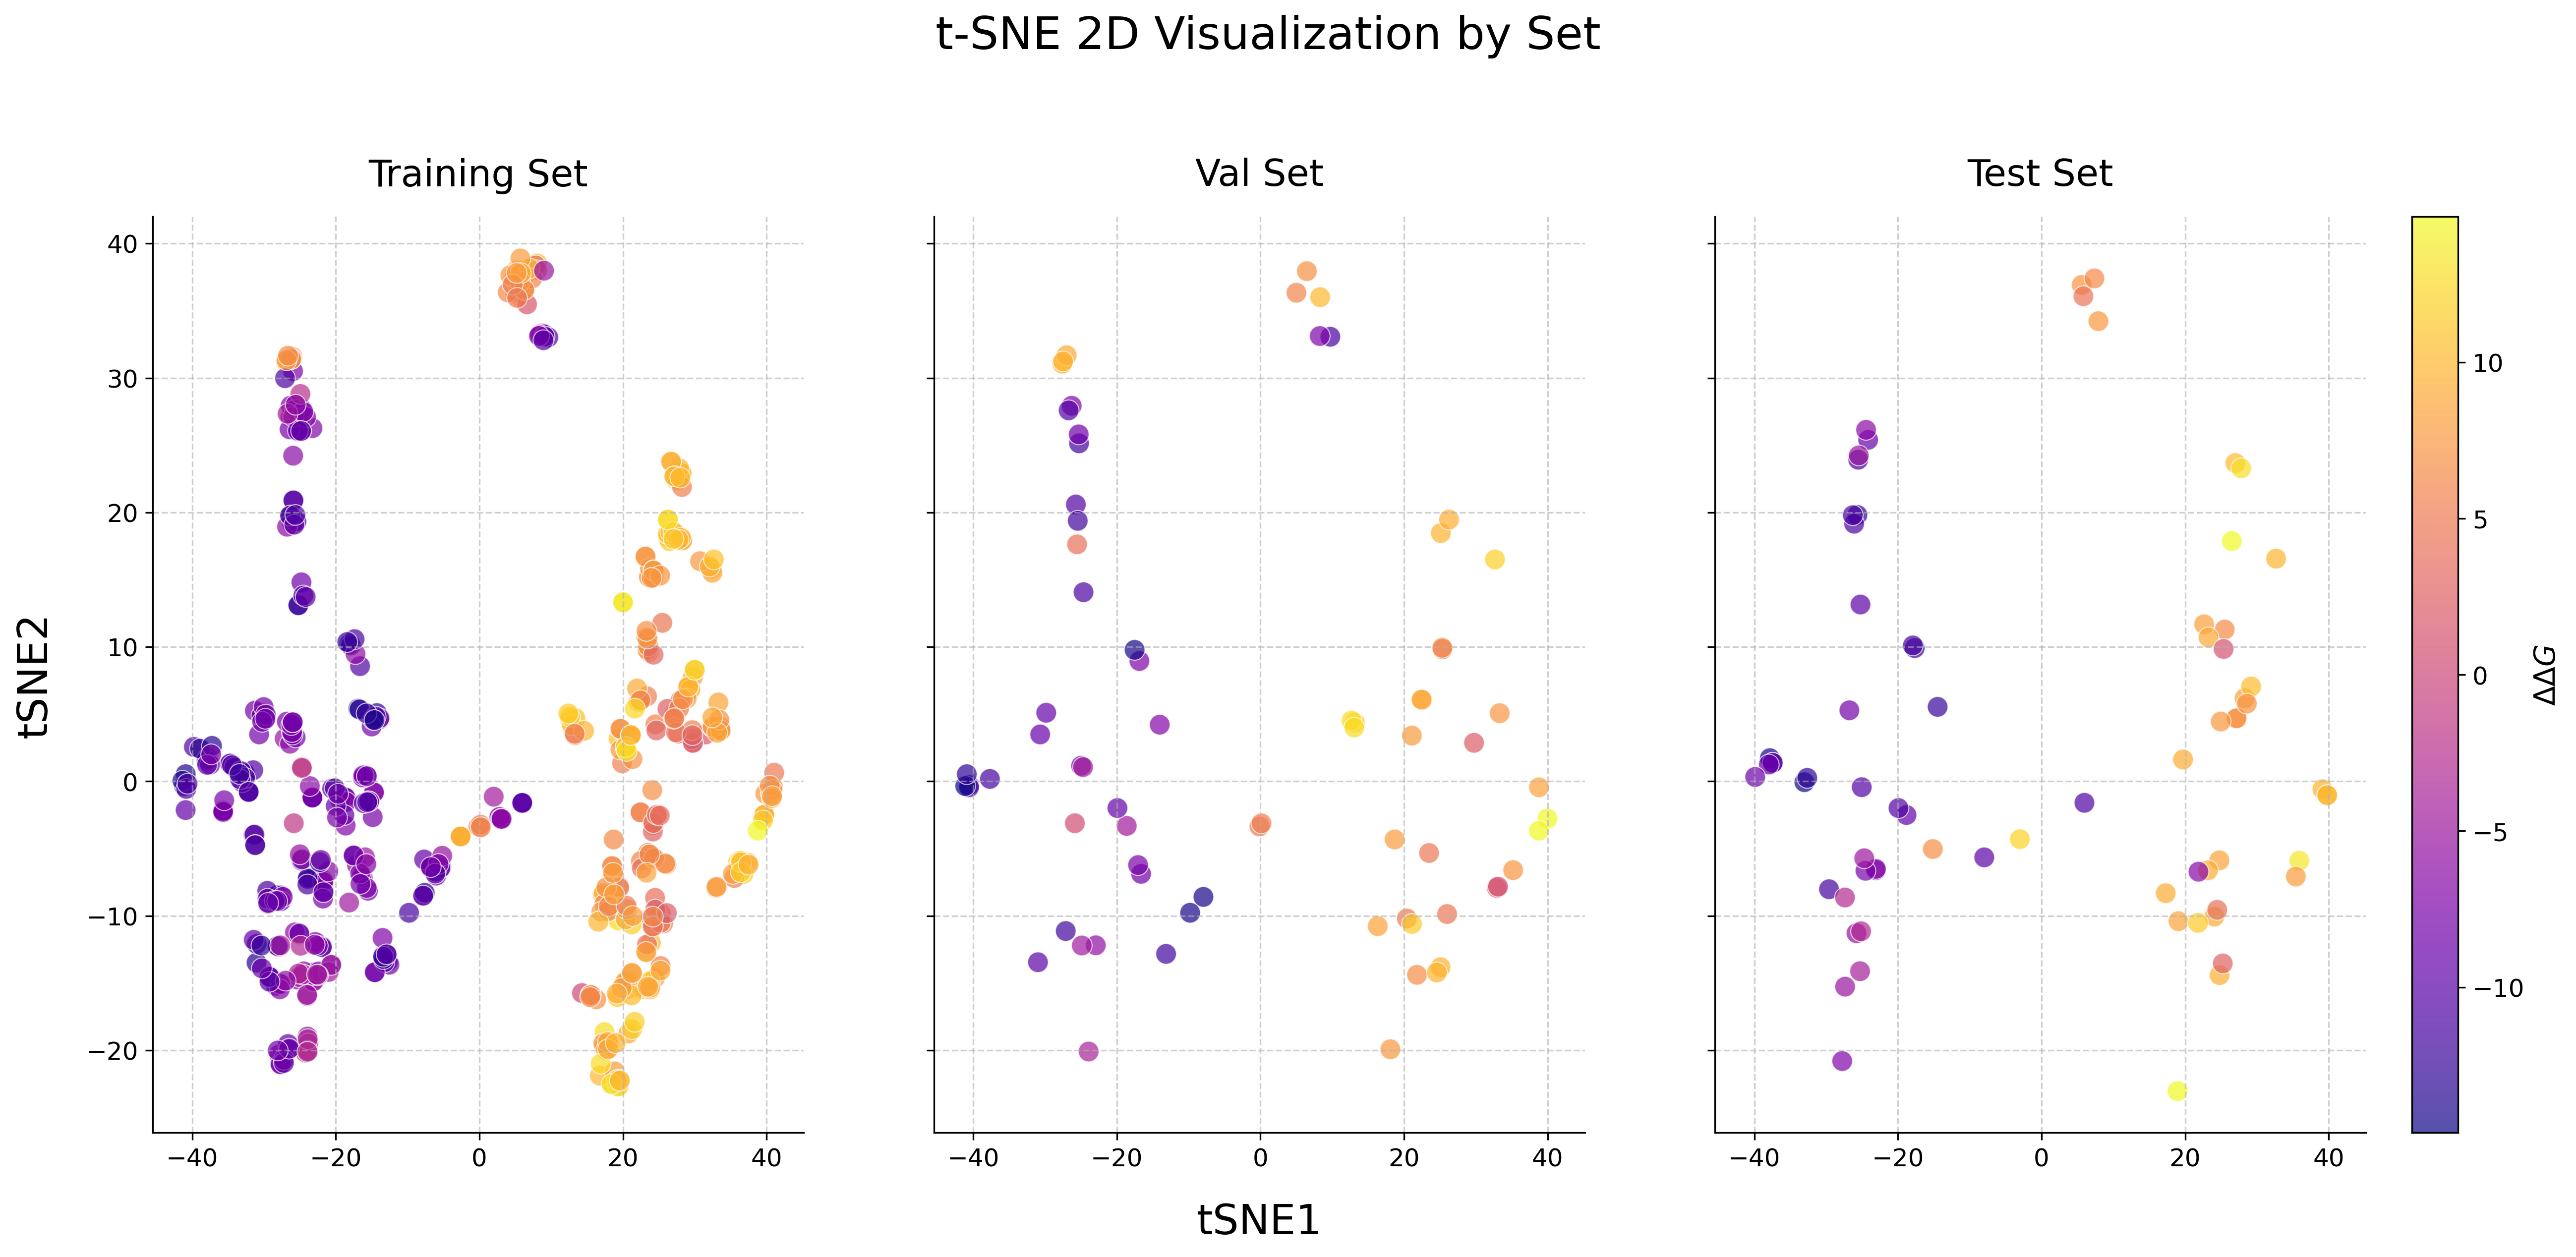 t-SNE 2D Visualization by Set
Training Set
Val Set
Test Set
tSNE2
40
30
20
10
0
−10
−20
−40 −20 0 20 40
−40 −20 0 20 40
−40 −20 0 20 40
tSNE1
10
5
0
−5
−10
ΔΔG